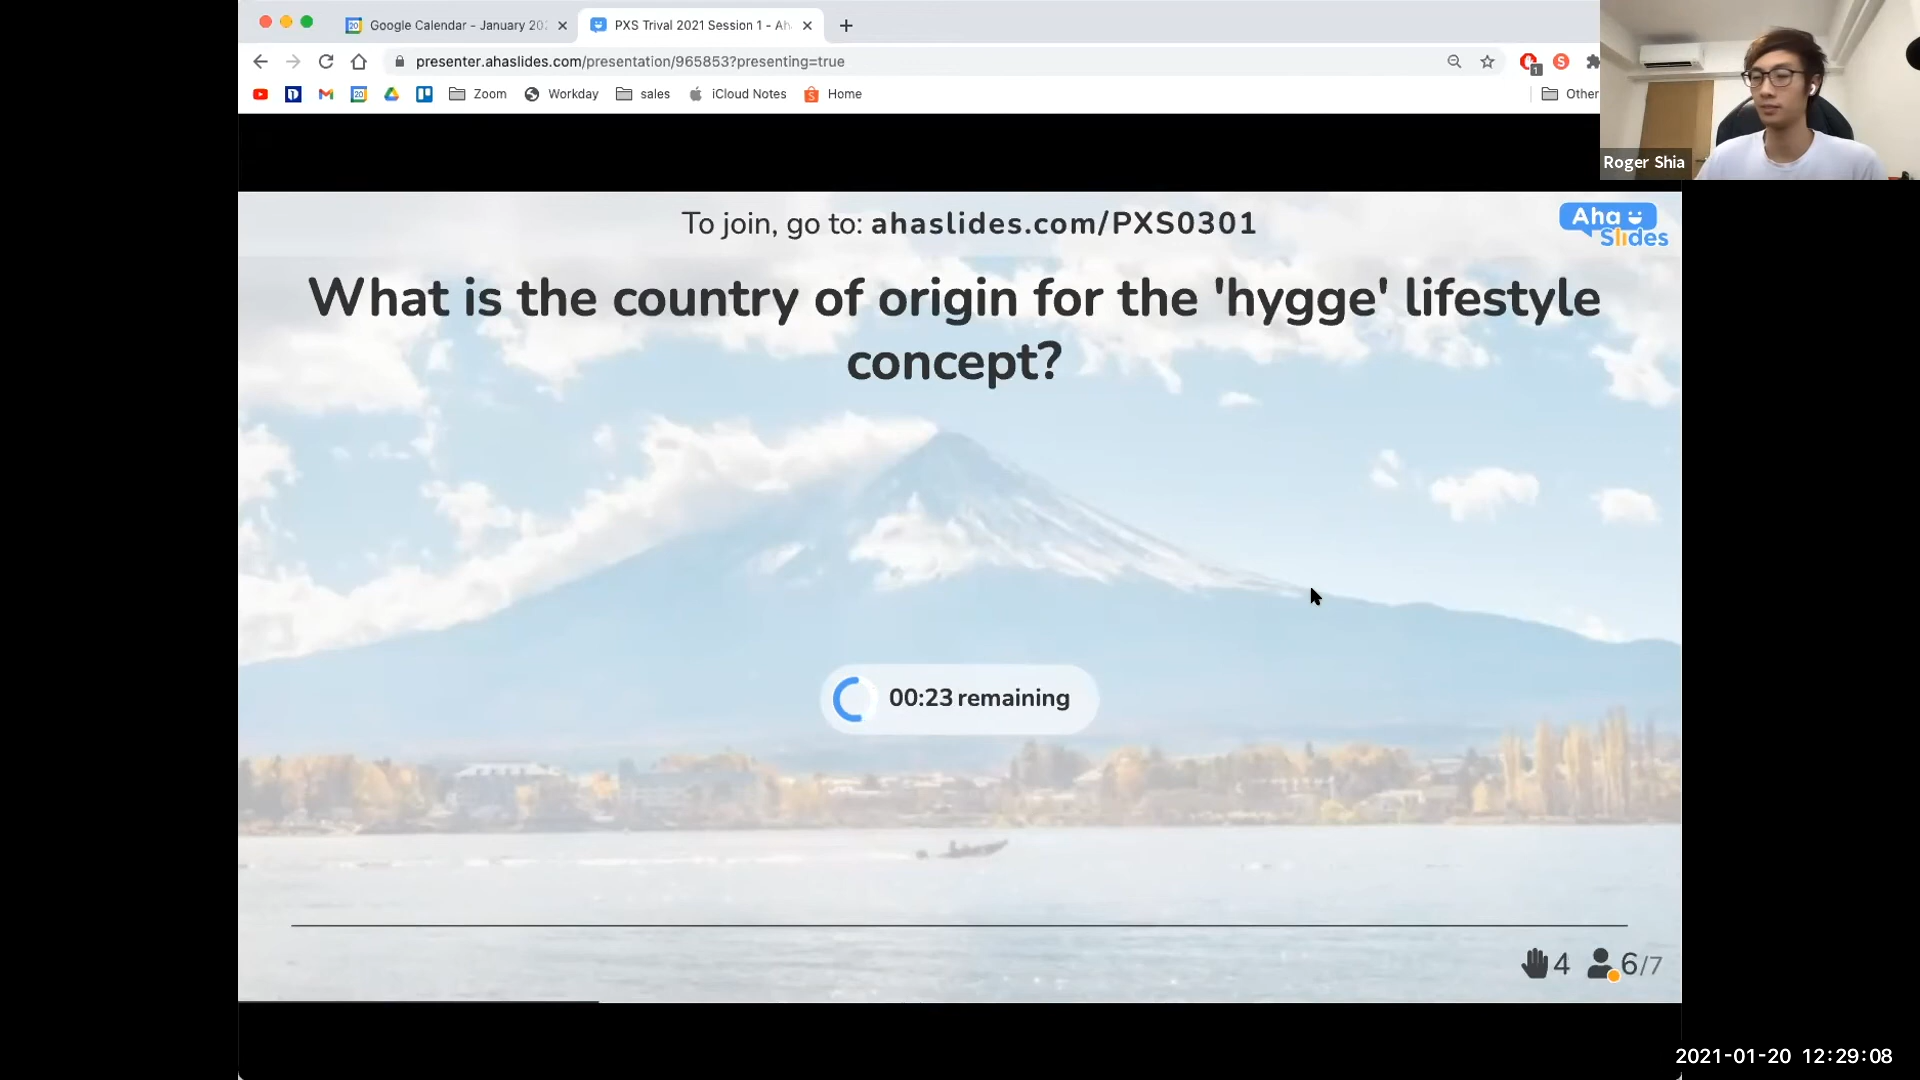 Google Calendar - January 20
PXS Trival 2021 Session 1 - Ah
presenter.ahaslides.com/presentation/965853?presenting=true
1
S
20
Zoom
Workday
sales
iCloud Notes
Home
Other
Roger Shia
To join, go to: ahaslides.com/PXS0301
Aha
Slides
What is the country of origin for the 'hygge' lifestyle
concept?
00:23 remaining
4
6/7
2021-01-20 12:29:08